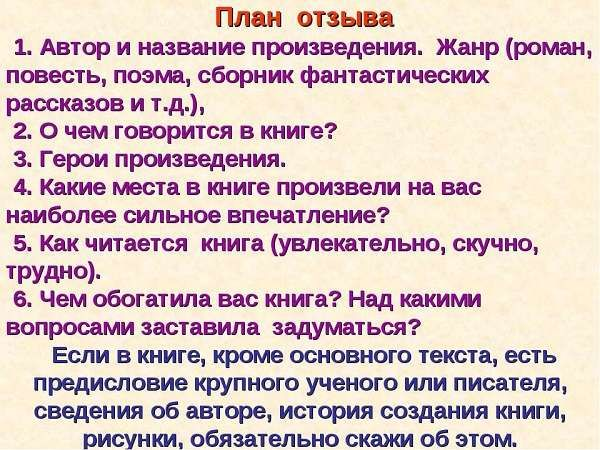 План отзыва
1. Автор и название произведения. Жанр (роман,
повесть, поэма, сборник фантастических
рассказов и т.д.),
2. О чем говорится в книге?
3. Герои произведения.
4. Какие места в книге произвели на вас
наиболее сильное впечатление?
5. Как читается книга (увлекательно, скучно,
трудно).
6. Чем обогатила вас книга? Над какими
вопросами заставила задуматься?
Если в книге, кроме основного текста, есть
предисловие крупного ученого или писателя,
сведения об авторе, история создания книги,
рисунки, обязательно скажи об этом.